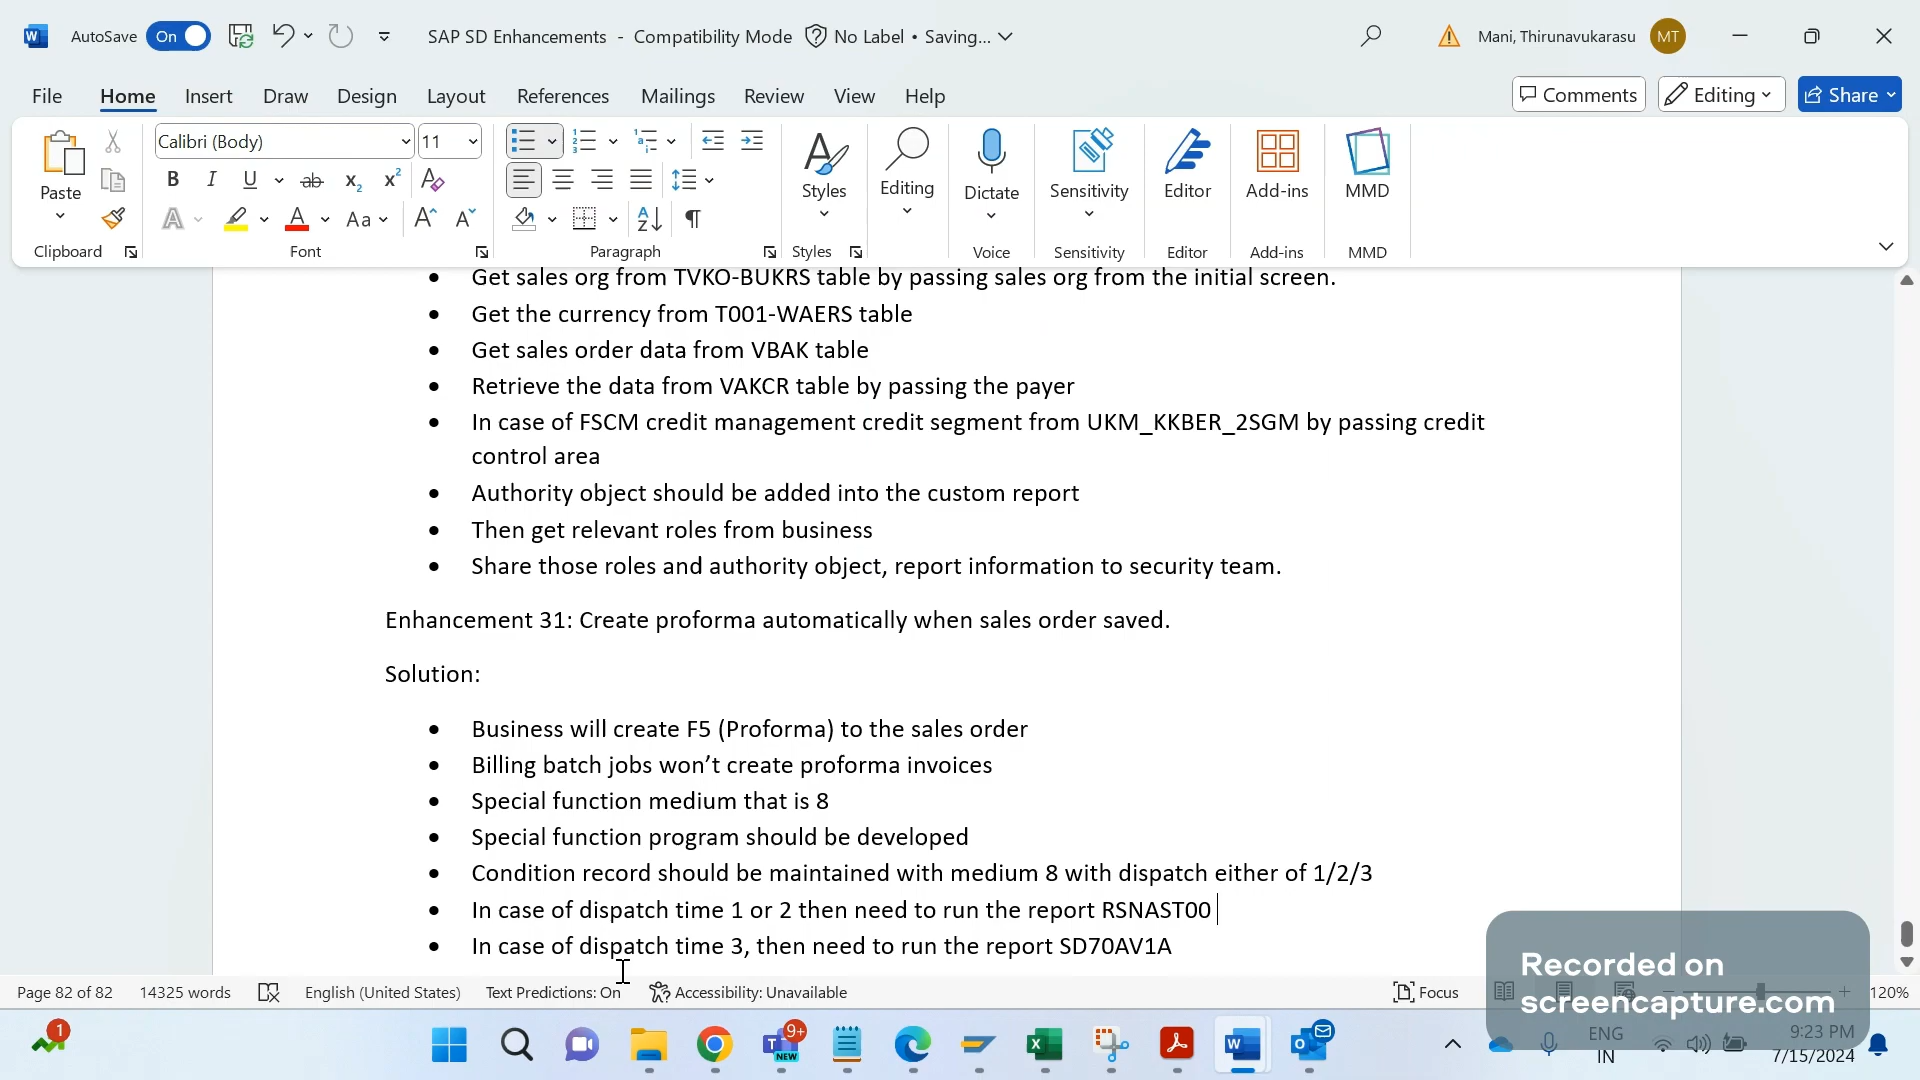 AutoSave On SAP SD Enhancements - Compatibility Mode No Label • Saving... Mani, Thirunavukarasu MT
File Home Insert Draw Design Layout References Mailings Review View Help Comments Editing Share
Calibri (Body) 11
Paste Styles Editing Dictate Sensitivity Editor Add-ins MMD
Clipboard Font Paragraph Styles Voice Sensitivity Editor Add-ins MMD
• Get sales org from TVKO-BUKRS table by passing sales org from the initial screen.
• Get the currency from T001-WAERS table
• Get sales order data from VBAK table
• Retrieve the data from VAKCR table by passing the payer
• In case of FSCM credit management credit segment from UKM_KKBER_2SGM by passing credit
control area
• Authority object should be added into the custom report
• Then get relevant roles from business
• Share those roles and authority object, report information to security team.
Enhancement 31: Create proforma automatically when sales order saved.
Solution:
• Business will create F5 (Proforma) to the sales order
• Billing batch jobs won’t create proforma invoices
• Special function medium that is 8
• Special function program should be developed
• Condition record should be maintained with medium 8 with dispatch either of 1/2/3
• In case of dispatch time 1 or 2 then need to run the report RSNAST00
• In case of dispatch time 3, then need to run the report SD70AV1A
Recorded on
screencapture.com
Page 82 of 82 14325 words English (United States) Text Predictions: On Accessibility: Unavailable Focus 120%
1 9+ NEW ENG 9:23 PM
IN 7/15/2024